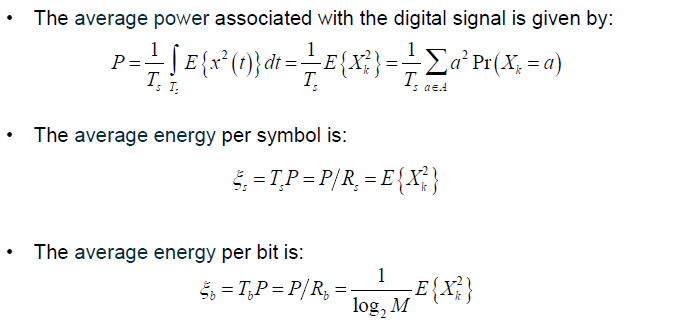 • The average power associated with the digital signal is given by:
P = 1/T_s ∫_{T_s} E{x²(t)} dt = 1/T_s E{X_k²} = 1/T_s ∑_{a∈A} a² Pr(X_k = a)
• The average energy per symbol is:
ξ_s = T_s P = P/R_s = E{X_k²}
• The average energy per bit is:
ξ_b = T_b P = P/R_b = 1/log₂ M E{X_k²}